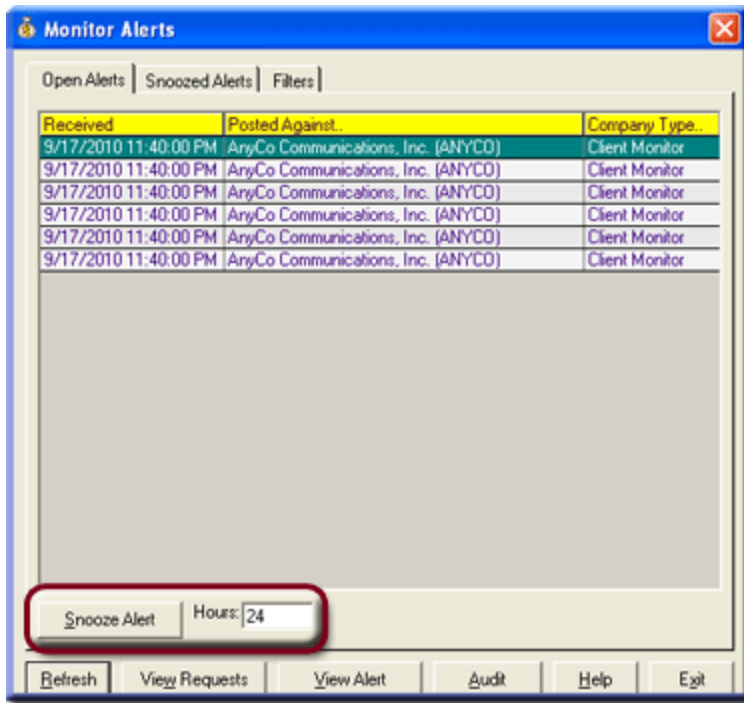 Monitor Alerts
Open Alerts Snoozed Alerts Filters
Received Posted Against.. Company Type..
9/17/2010 11:40:00 PM AnyCo Communications, Inc. (ANYCO) Client Monitor
9/17/2010 11:40:00 PM AnyCo Communications, Inc. (ANYCO) Client Monitor
9/17/2010 11:40:00 PM AnyCo Communications, Inc. (ANYCO) Client Monitor
9/17/2010 11:40:00 PM AnyCo Communications, Inc. (ANYCO) Client Monitor
9/17/2010 11:40:00 PM AnyCo Communications, Inc. (ANYCO) Client Monitor
9/17/2010 11:40:00 PM AnyCo Communications, Inc. (ANYCO) Client Monitor
Snooze Alert Hours: 24
Refresh View Requests View Alert Audit Help Exit